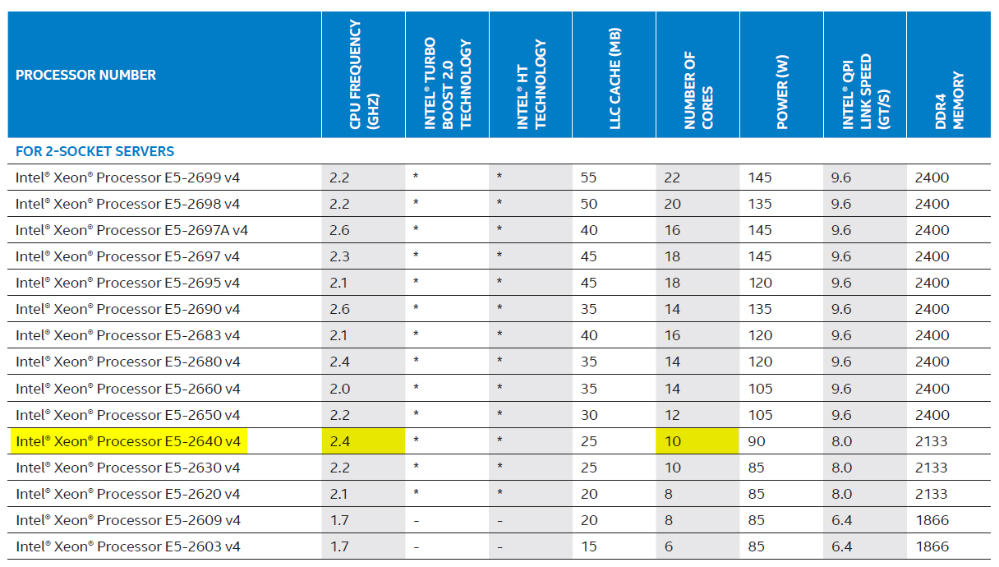 PROCESSOR NUMBER CPU FREQUENCY (GHZ) INTEL® TURBO BOOST 2.0 TECHNOLOGY INTEL® HT TECHNOLOGY LLC CACHE (MB) NUMBER OF CORES POWER (W) INTEL® QPI LINK SPEED (GT/S) DDR4 MEMORY
FOR 2-SOCKET SERVERS
Intel® Xeon® Processor E5-2699 v4 2.2 * * 55 22 145 9.6 2400
Intel® Xeon® Processor E5-2698 v4 2.2 * * 50 20 135 9.6 2400
Intel® Xeon® Processor E5-2697A v4 2.6 * * 40 16 145 9.6 2400
Intel® Xeon® Processor E5-2697 v4 2.3 * * 45 18 145 9.6 2400
Intel® Xeon® Processor E5-2695 v4 2.1 * * 45 18 120 9.6 2400
Intel® Xeon® Processor E5-2690 v4 2.6 * * 35 14 135 9.6 2400
Intel® Xeon® Processor E5-2683 v4 2.1 * * 40 16 120 9.6 2400
Intel® Xeon® Processor E5-2680 v4 2.4 * * 35 14 120 9.6 2400
Intel® Xeon® Processor E5-2660 v4 2.0 * * 35 14 105 9.6 2400
Intel® Xeon® Processor E5-2650 v4 2.2 * * 30 12 105 9.6 2400
Intel® Xeon® Processor E5-2640 v4 2.4 * * 25 10 90 8.0 2133
Intel® Xeon® Processor E5-2630 v4 2.2 * * 25 10 85 8.0 2133
Intel® Xeon® Processor E5-2620 v4 2.1 * * 20 8 85 8.0 2133
Intel® Xeon® Processor E5-2609 v4 1.7 - - 20 8 85 6.4 1866
Intel® Xeon® Processor E5-2603 v4 1.7 - - 15 6 85 6.4 1866